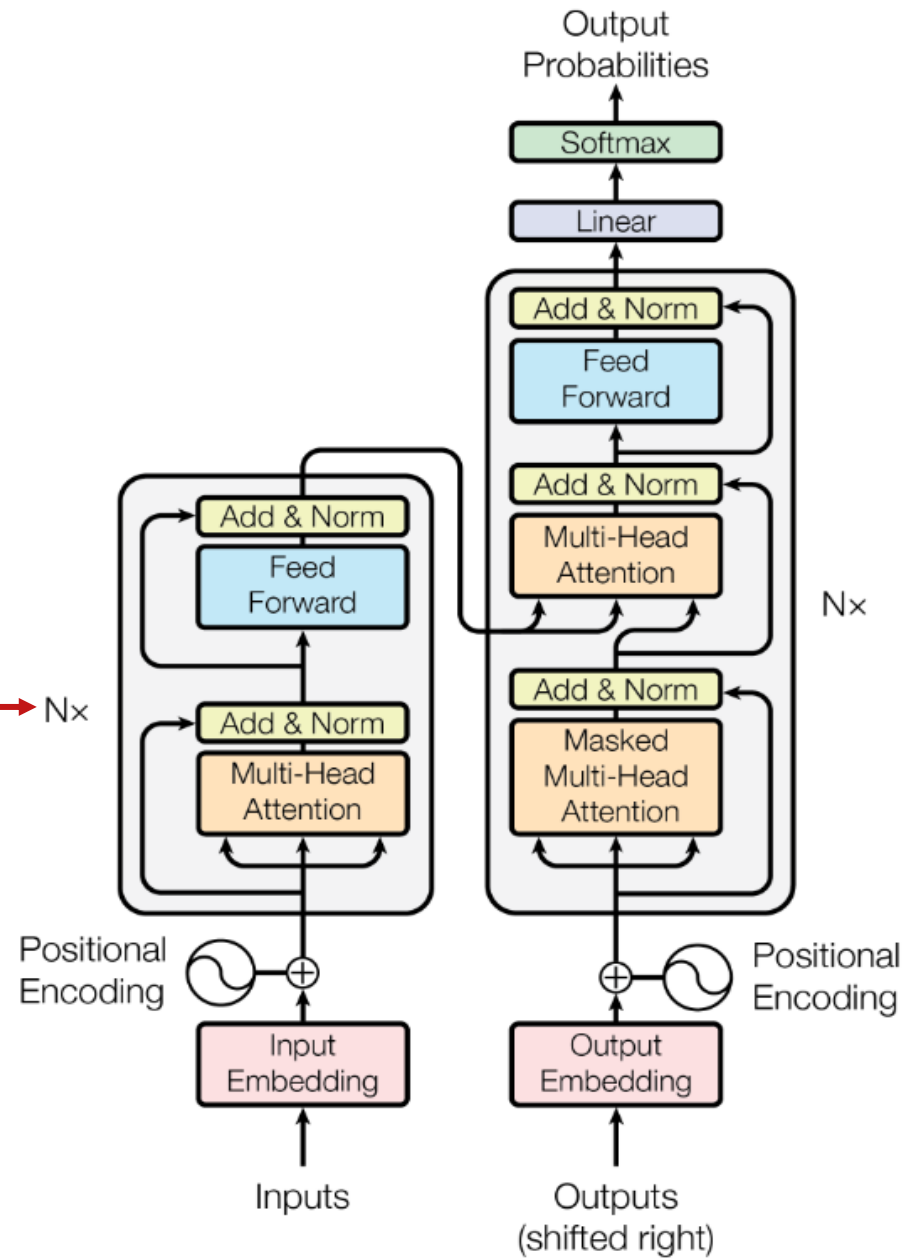 Output
Probabilities
Softmax
Linear
Add & Norm
Feed
Forward
Add & Norm
Multi-Head
Attention
N×
Add & Norm
Masked
Multi-Head
Attention
Add & Norm
Feed
Forward
N×
Add & Norm
Multi-Head
Attention
Positional
Encoding
Positional
Encoding
Input
Embedding
Output
Embedding
Inputs
Outputs
(shifted right)